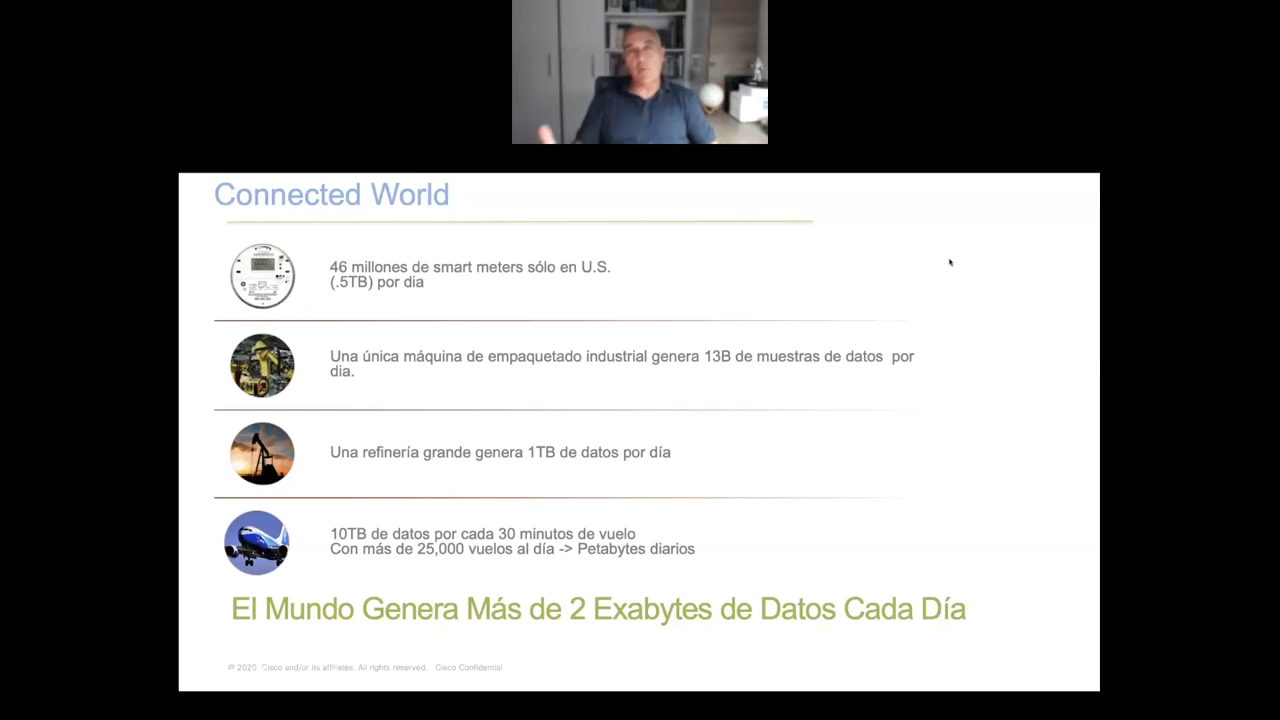 Connected World
46 millones de smart meters sólo en U.S.
(.5TB) por dia
Una única máquina de empaquetado industrial genera 13B de muestras de datos  por
dia.
Una refinería grande genera 1TB de datos por día
10TB de datos por cada 30 minutos de vuelo
Con más de 25,000 vuelos al día -> Petabytes diarios
El Mundo Genera Más de 2 Exabytes de Datos Cada Día
© 2020 Cisco and/or its affiliates. All rights reserved. Cisco Confidential